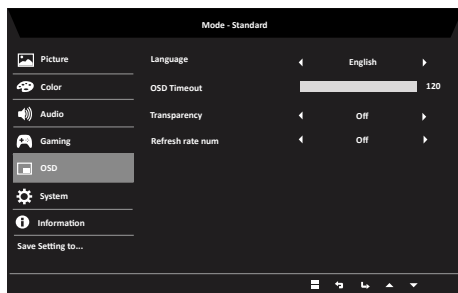 Mode - Standard
Picture
Color
Audio
Gaming
OSD
System
Information
Save Setting to...
Language English
OSD Timeout 120
Transparency Off
Refresh rate num Off